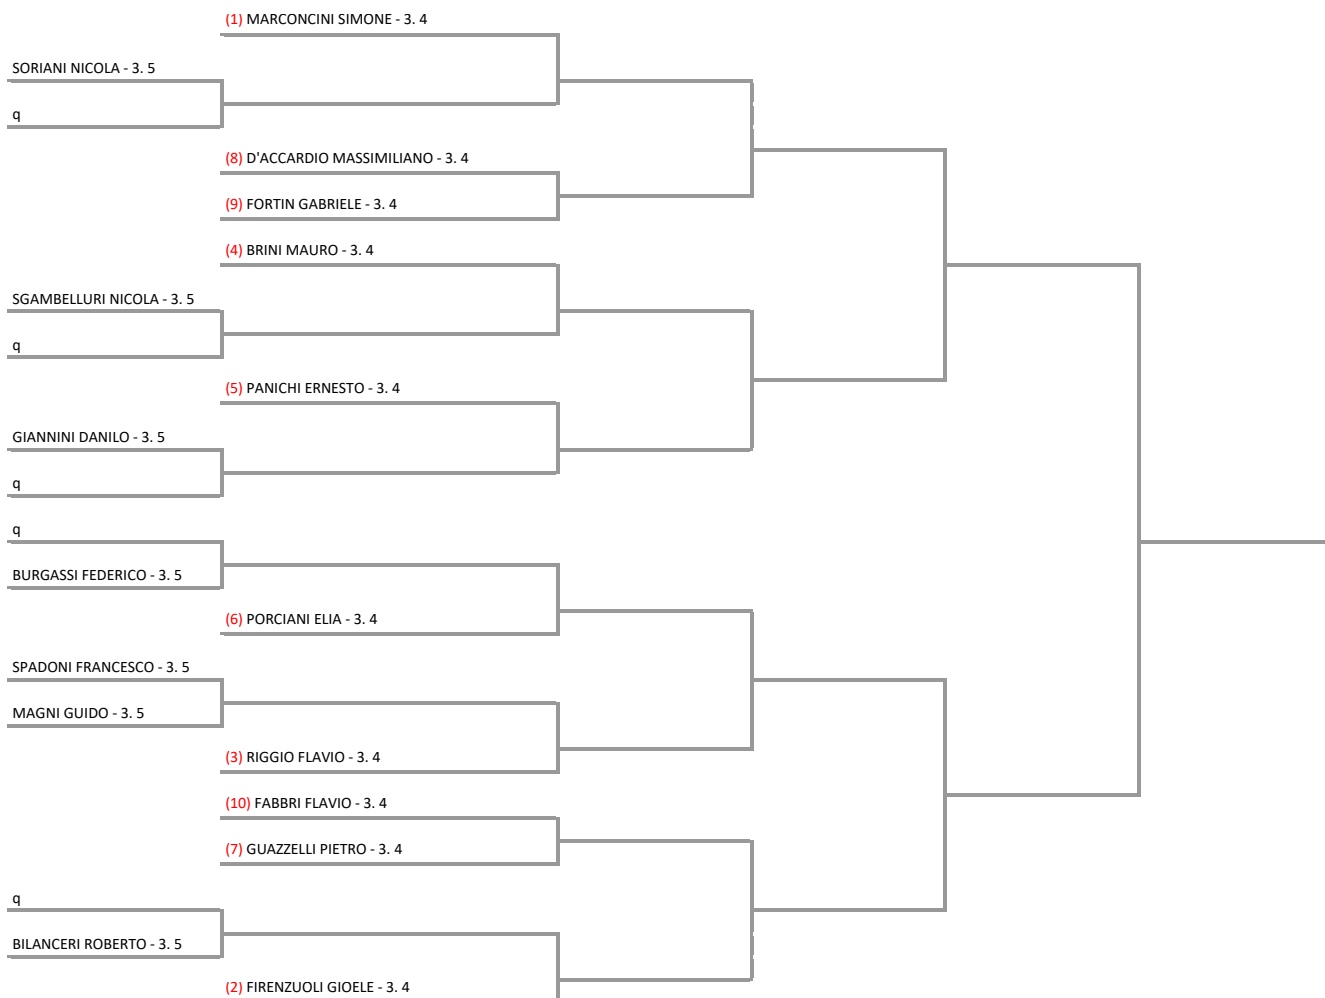 (1) MARCONCINI SIMONE - 3. 4
SORIANI NICOLA - 3. 5
q
(8) D'ACCARDIO MASSIMILIANO - 3. 4
(9) FORTIN GABRIELE - 3. 4
(4) BRINI MAURO - 3. 4
SGAMBELLURI NICOLA - 3. 5
q
(5) PANICHI ERNESTO - 3. 4
GIANNINI DANILO - 3. 5
q
q
BURGASSI FEDERICO - 3. 5
(6) PORCIANI ELIA - 3. 4
SPADONI FRANCESCO - 3. 5
MAGNI GUIDO - 3. 5
(3) RIGGIO FLAVIO - 3. 4
(10) FABBRI FLAVIO - 3. 4
(7) GUAZZELLI PIETRO - 3. 4
q
BILANCERI ROBERTO - 3. 5
(2) FIRENZUOLI GIOELE - 3. 4